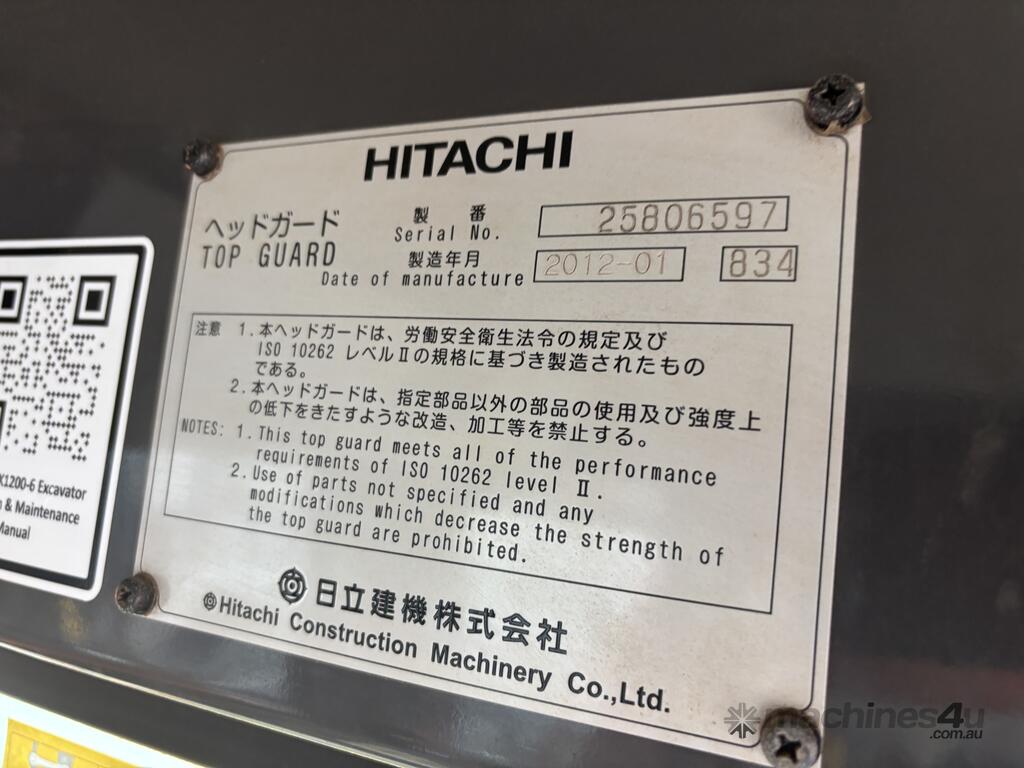 HITACHI
ヘッドガード
TOP GUARD
製 番
Serial No.
25806597
製造年月
Date of manufacture
2012-01
834
注意 1.本ヘッドガードは、労働安全衛生法令の規定及び
ISO 10262 レベルⅡの規格に基づき製造されたもの
である。
2.本ヘッドガードは、指定部品以外の部品の使用及び強度上
の低下をきたすような改造、加工等を禁止する。
NOTES: 1.This top guard meets all of the performance
requirements of ISO 10262 level Ⅱ.
2.Use of parts not specified and any
modifications which decrease the strength of
the top guard are prohibited.
日立建機株式会社
Hitachi Construction Machinery Co.,Ltd.
X1200-6 Excavator
& Maintenance
Manual
machines4u
.com.au